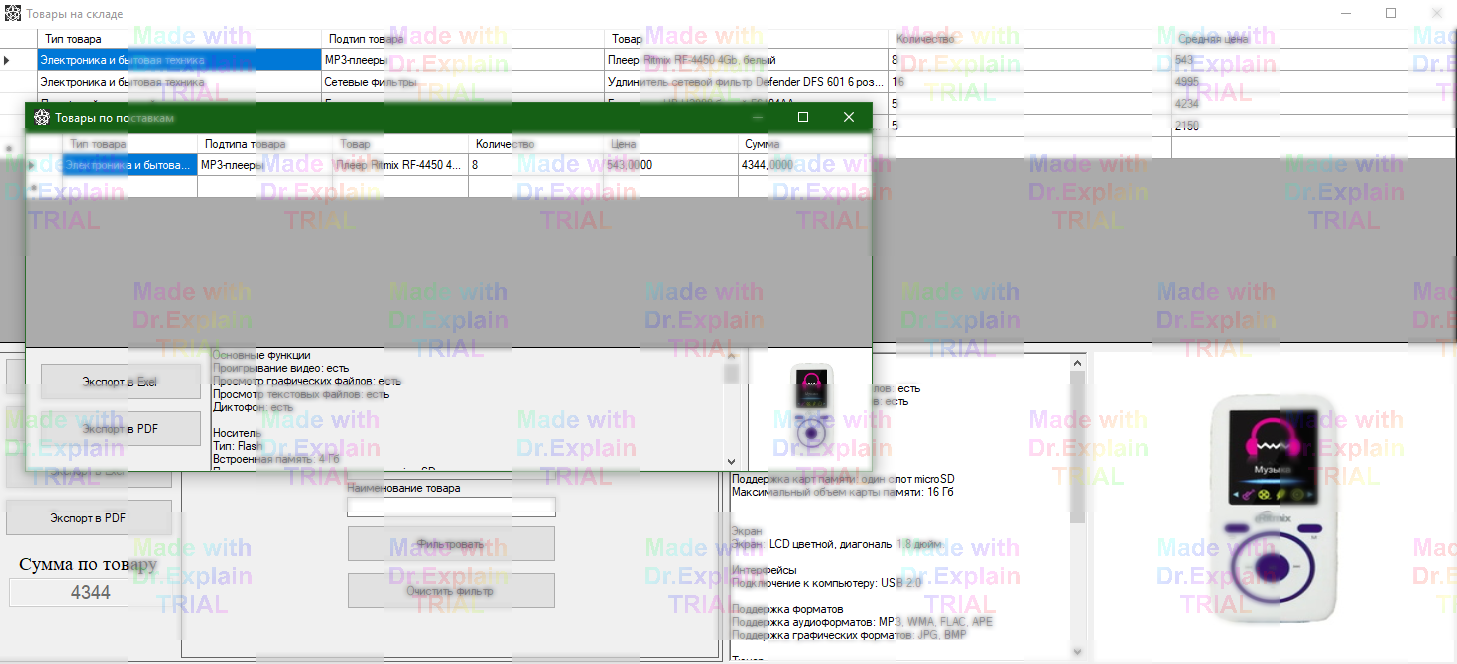 Товары на складе
Тип товара Подтип товара Товар Количество Средняя цена
Электроника и бытовая техника MP3-плееры Плеер Ritmix RF-4450 4Gb, белый 8 543
Электроника и бытовая техника Сетевые фильтры Удлинитель сетевой фильтр Defender DFS 601 6 роз... 16 4995
5 4234
5 2150
Товары по поставкам
Тип товара Подтипа товара Товар Количество Цена Сумма
Электроника и бытова... MP3-плееры Плеер Ritmix RF-4450 4... 8 543,0000 4344,0000
Экспорт в Exel
Экспорт в PDF
Основные функции
Проигрывание видео: есть
Просмотр графических файлов: есть
Просмотр текстовых файлов: есть
Диктофон: есть
Носитель
Тип: Flash
Встроенная память: 4 Гб
Экспорт в Exel
Экспорт в PDF
Сумма по товару
4344
Наименование товара
Фильтровать
Очистить фильтр
лов: есть
в: есть
Поддержка карт памяти: один слот microSD
Максимальный объем карты памяти: 16 Гб
Экран
Экран: LCD цветной, диагональ 1.8 дюйм
Интерфейсы
Подключение к компьютеру: USB 2.0
Поддержка форматов
Поддержка аудиоформатов: MP3, WMA, FLAC, APE
Поддержка графических форматов: JPG, BMP
Тюнер
Музыка
Ritmix
Made with
Dr.Explain
TRIAL